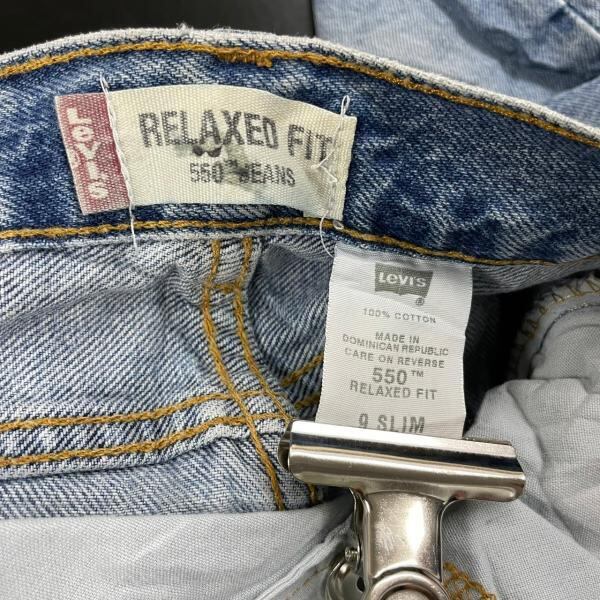 LEVI'S
RELAXED FIT
550™ JEANS
LEVI'S
®
100% COTTON
MADE IN
DOMINICAN REPUBLIC
CARE ON REVERSE
550™
RELAXED FIT
9 SLIM